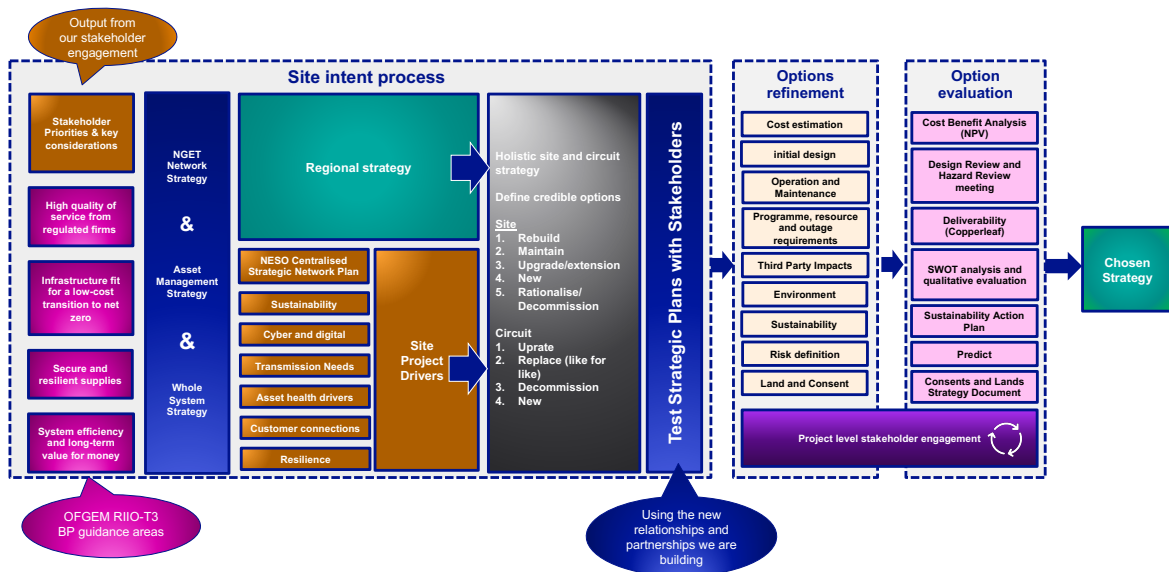 Output from
our stakeholder
engagement
Site intent process
Stakeholder
Priorities & key
considerations
High quality of
service from
regulated firms
Infrastructure fit
for a low-cost
transition to net
zero
Secure and
resilient supplies
System efficiency
and long-term
value for money
OFGEM RIIO-T3
BP guidance areas
NGET
Network
Strategy
&
Asset
Management
Strategy
&
Whole
System
Strategy
Regional strategy
NESO Centralised
Strategic Network Plan
Sustainability
Cyber and digital
Transmission Needs
Asset health drivers
Customer connections
Resilience
Site
Project
Drivers
Holistic site and circuit
strategy
Define credible options
Site
1. Rebuild
2. Maintain
3. Upgrade/extension
4. New
5. Rationalise/
Decommission
Circuit
1. Uprate
2. Replace (like for
like)
3. Decommission
4. New
Test Strategic Plans with Stakeholders
Using the new
relationships and
partnerships we are
building
Options
refinement
Cost estimation
initial design
Operation and
Maintenance
Programme, resource
and outage
requirements
Third Party Impacts
Environment
Sustainability
Risk definition
Land and Consent
Option
evaluation
Cost Benefit Analysis
(NPV)
Design Review and
Hazard Review
meeting
Deliverability
(Copperleaf)
SWOT analysis and
qualitative evaluation
Sustainability Action
Plan
Predict
Consents and Lands
Strategy Document
Project level stakeholder engagement
Chosen
Strategy